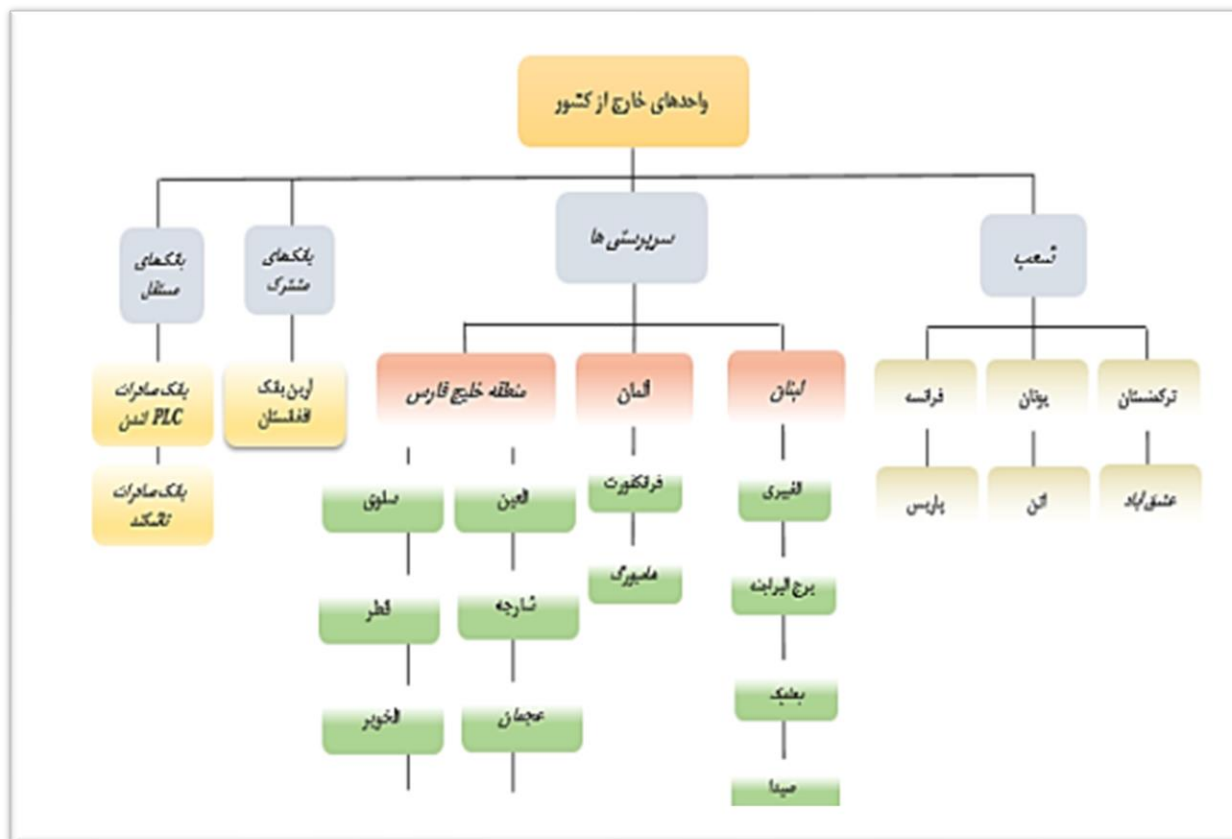 واحدهای خارج از کشور
شعب
سرپرستی ها
بانکهای
مشترک
بانکهای
مستقل
ترکمنستان
یونان
فرانسه
لبنان
آلمان
منطقه خلیج فارس
آرین بانک
افغانستان
بانک صادرات
PLC لندن
عشق آباد
آتن
پاریس
الغبیری
فرانکفورت
العین
سلوی
بانک صادرات
تاشکند
برج البراجنه
هامبورگ
شارجه
قطر
بعلبک
عجمان
الخویر
صیدا